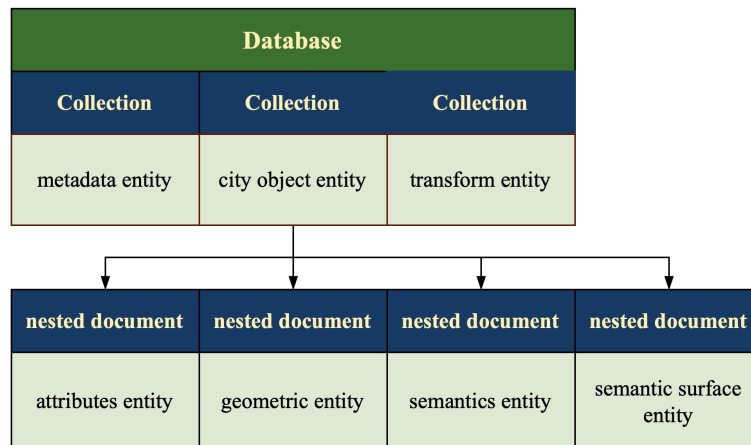 Database
Collection Collection Collection
metadata entity city object entity transform entity
nested document nested document nested document nested document
attributes entity geometric entity semantics entity semantic surface
entity